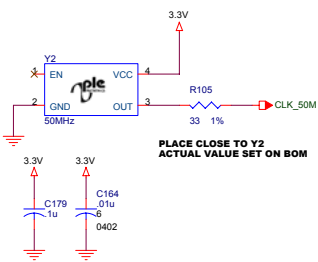 3.3V
Y2
1 EN VCC 4
ple
2 GND OUT 3
50MHz
R105
33 1%
CLK_50M
PLACE CLOSE TO Y2
ACTUAL VALUE SET ON BOM
3.3V 3.3V
C179
.1u
C164
.01u
6
0402